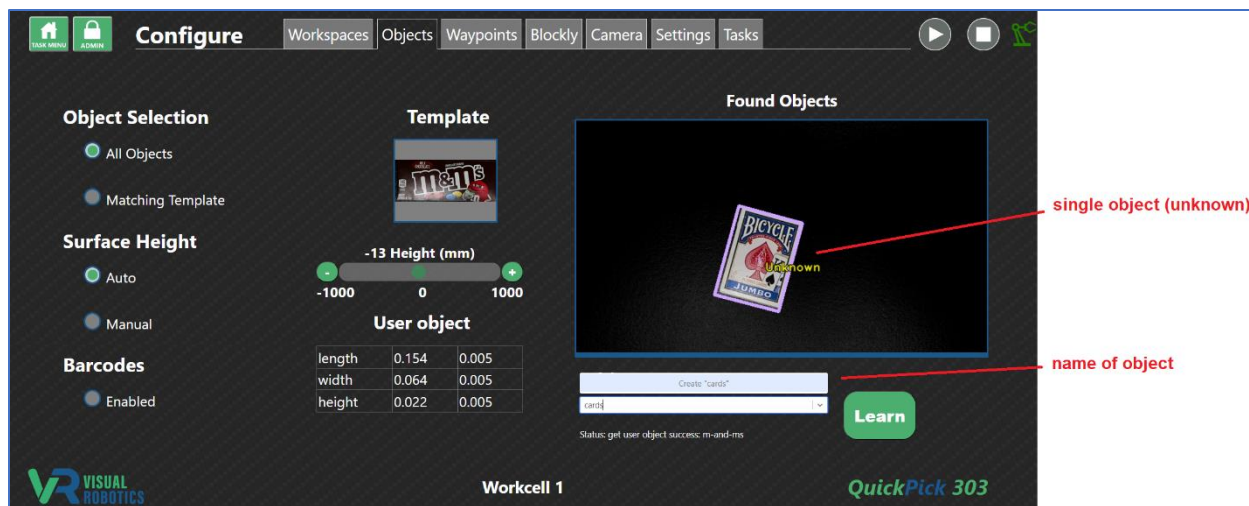 TASK MENU
ADMIN
Configure
Workspaces
Objects
Waypoints
Blockly
Camera
Settings
Tasks
Object Selection
All Objects
Matching Template
Surface Height
Auto
Manual
Barcodes
Enabled
Template
m&m's
-13 Height (mm)
- +
-1000 0 1000
User object
length 0.154 0.005
width 0.064 0.005
height 0.022 0.005
Found Objects
BICYCLE
Unknown
JUMBO
single object (unknown)
name of object
Create "cards"
cards
Learn
Status: get user object success: m-and-ms
VR VISUAL
ROBOTICS
Workcell 1
QuickPick 303